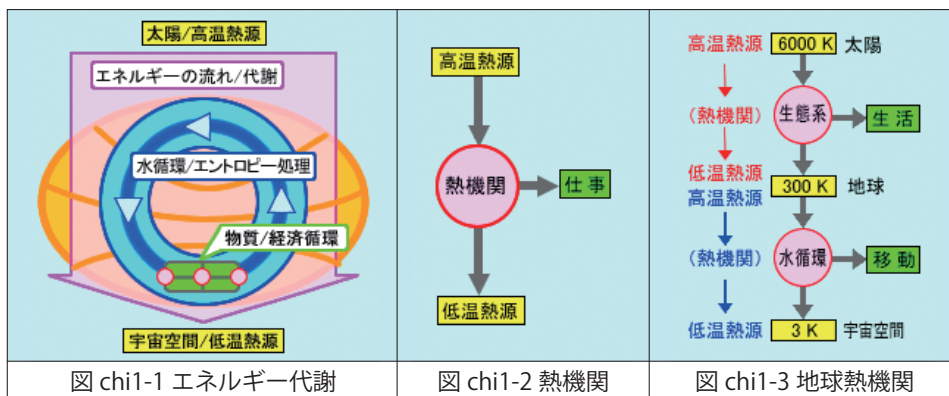 太陽/高温熱源
エネルギーの流れ/代謝
水循環/エントロピー処理
物質/経済循環
宇宙空間/低温熱源
図 chi1-1 エネルギー代謝
高温熱源
熱機関
仕事
低温熱源
図 chi1-2 熱機関
高温熱源 6000 K 太陽
(熱機関) 生態系 生活
低温熱源
300 K 地球
高温熱源
(熱機関) 水循環 移動
低温熱源 3 K 宇宙空間
図 chi1-3 地球熱機関